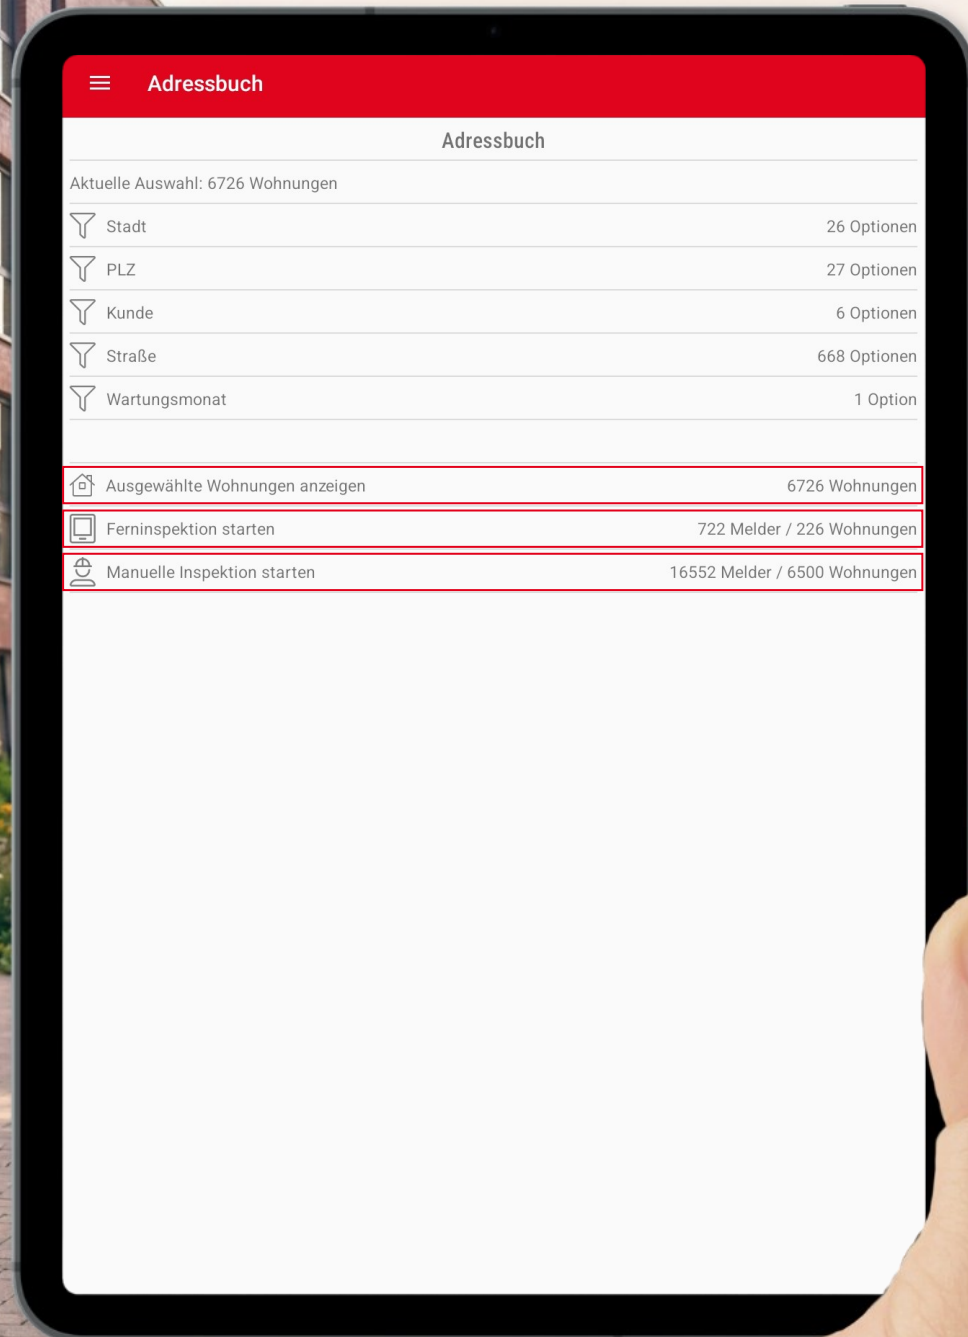 Adressbuch
Adressbuch
Aktuelle Auswahl: 6726 Wohnungen
Stadt 26 Optionen
PLZ 27 Optionen
Kunde 6 Optionen
Straße 668 Optionen
Wartungsmonat 1 Option
Ausgewählte Wohnungen anzeigen 6726 Wohnungen
Ferninspektion starten 722 Melder / 226 Wohnungen
Manuelle Inspektion starten 16552 Melder / 6500 Wohnungen